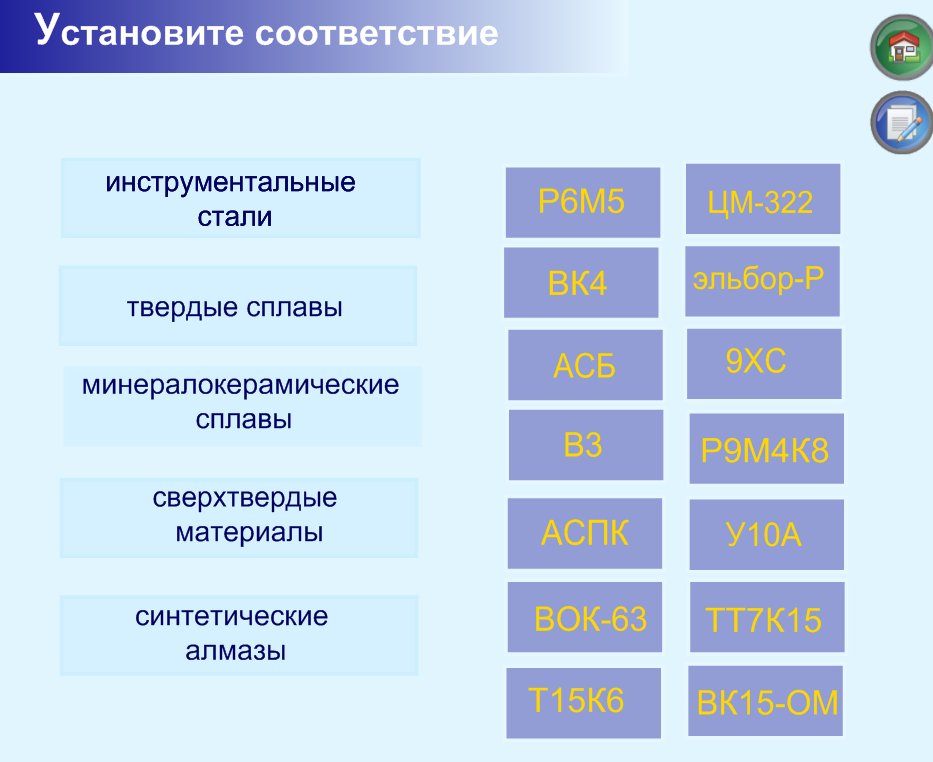 Установите соответствие
инструментальные
стали
твердые сплавы
минералокерамические
сплавы
сверхтвердые
материалы
синтетические
алмазы
Р6М5
ВК4
АСБ
В3
АСПК
ВОК-63
Т15К6
ЦМ-322
эльбор-Р
9ХС
Р9М4К8
У10А
ТТ7К15
ВК15-ОМ